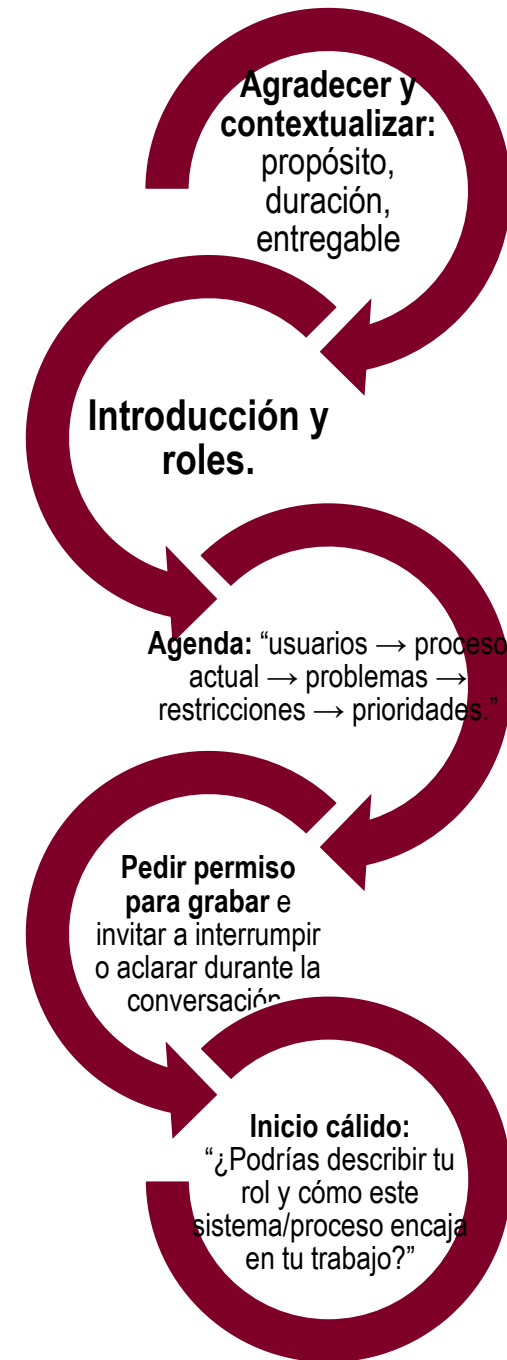 Agradecer y
contextualizar:
propósito,
duración,
entregable
Introducción y
roles.
Agenda: “usuarios → proceso
actual → problemas →
restricciones → prioridades.”
Pedir permiso
para grabar e
invitar a interrumpir
o aclarar durante la
conversación
Inicio cálido:
“¿Podrías describir tu
rol y cómo este
sistema/proceso encaja
en tu trabajo?”